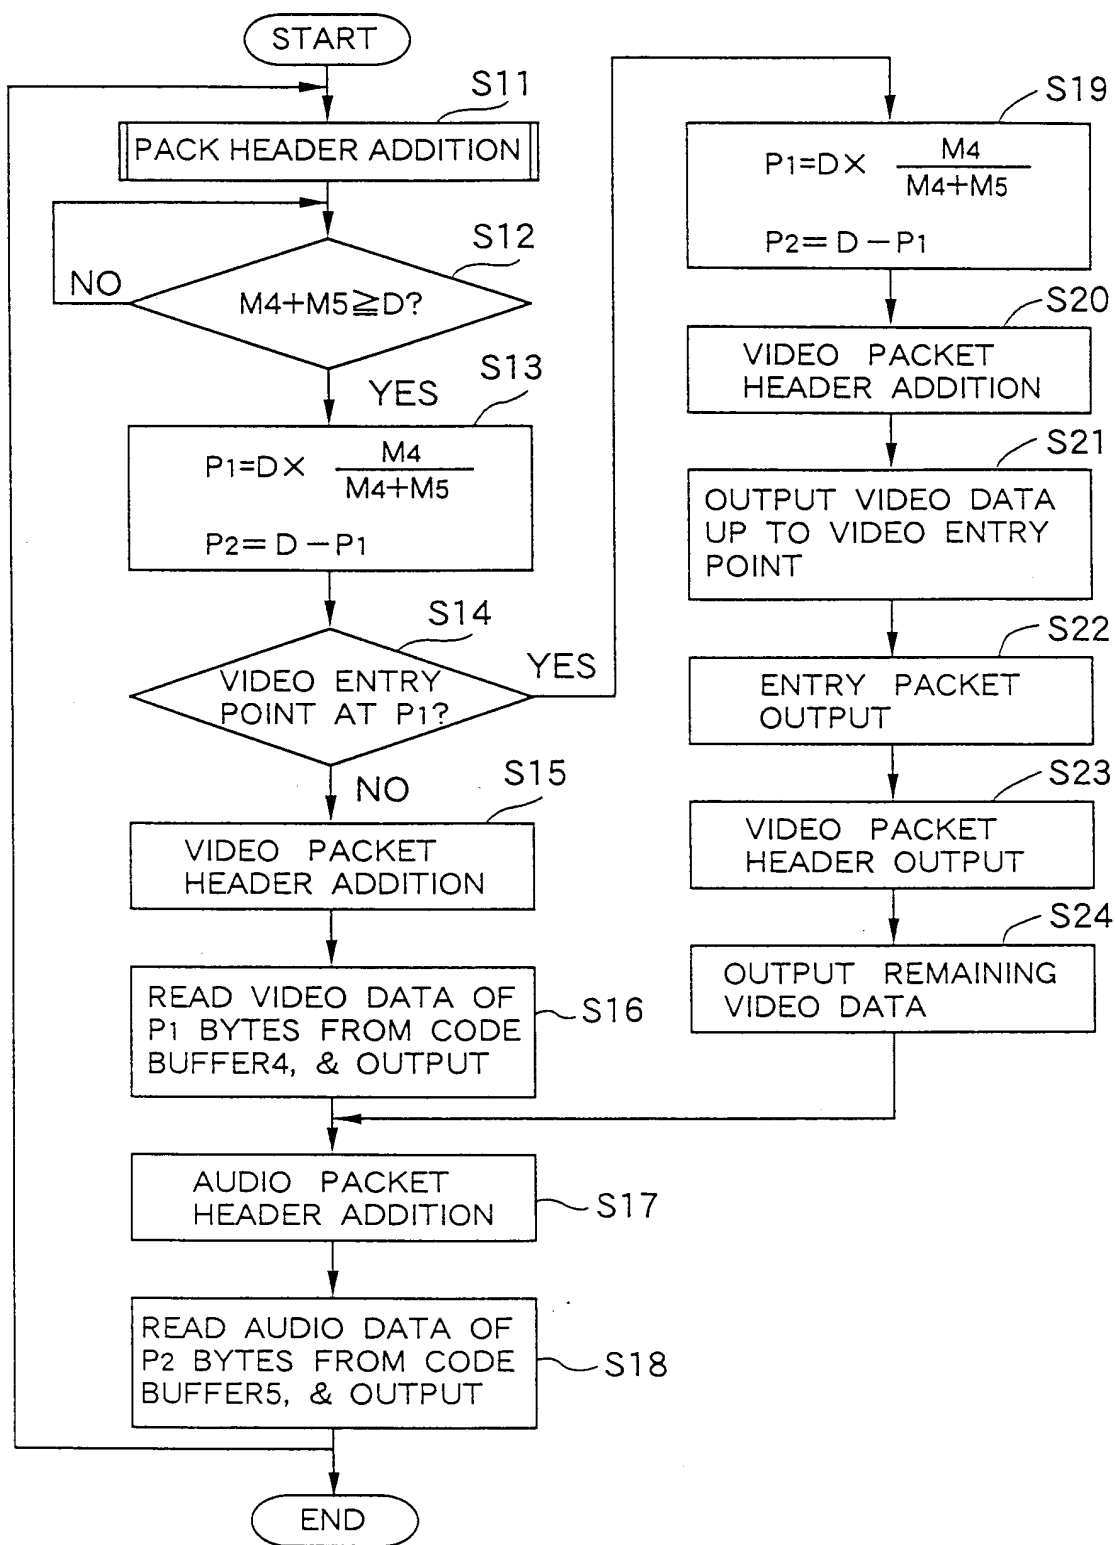 START
S11
PACK HEADER ADDITION
S12
NO
M4+M5≧D?
YES
S13
P1=D× M4
M4+M5
P2=D-P1
S14
VIDEO ENTRY
POINT AT P1?
YES
NO
S15
VIDEO PACKET
HEADER ADDITION
READ VIDEO DATA OF
P1 BYTES FROM CODE
BUFFER4, & OUTPUT
S16
AUDIO PACKET
HEADER ADDITION
S17
READ AUDIO DATA OF
P2 BYTES FROM CODE
BUFFER5, & OUTPUT
S18
END
S19
P1=D× M4
M4+M5
P2=D-P1
S20
VIDEO PACKET
HEADER ADDITION
S21
OUTPUT VIDEO DATA
UP TO VIDEO ENTRY
POINT
S22
ENTRY PACKET
OUTPUT
S23
VIDEO PACKET
HEADER OUTPUT
S24
OUTPUT REMAINING
VIDEO DATA